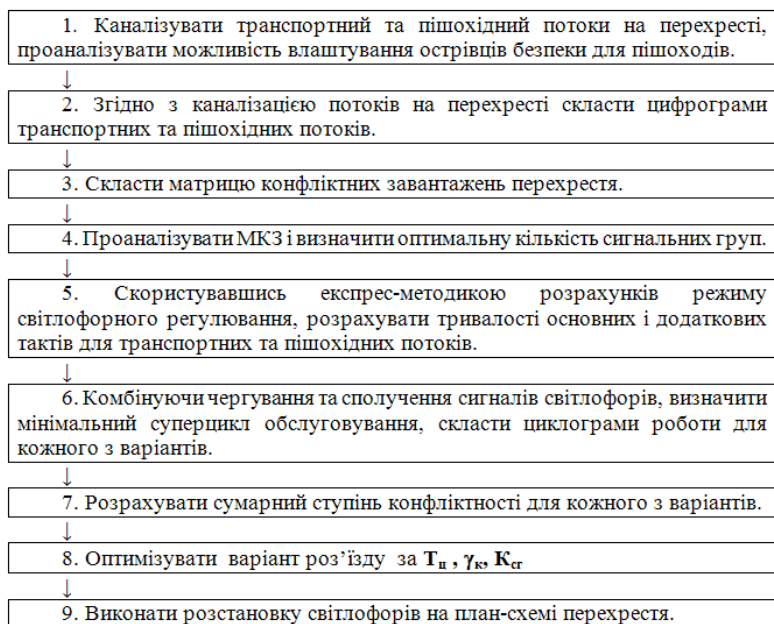 1. Каналізувати транспортний та пішохідний потоки на перехресті,
проаналізувати можливість влаштування острівців безпеки для пішоходів.
↓
2. Згідно з каналізацією потоків на перехресті скласти цифрограми
транспортних та пішохідних потоків.
↓
3. Скласти матрицю конфліктних завантажень перехрестя.
↓
4. Проаналізувати МКЗ і визначити оптимальну кількість сигнальних груп.
↓
5. Скористувавшись експрес-методикою розрахунків режиму
світлофорного регулювання, розрахувати тривалості основних і додаткових
тактів для транспортних та пішохідних потоків.
↓
6. Комбінуючи чергування та сполучення сигналів світлофорів, визначити
мінімальний суперцикл обслуговування, скласти циклограми роботи для
кожного з варіантів.
↓
7. Розрахувати сумарний ступінь конфліктності для кожного з варіантів.
↓
8. Оптимізувати варіант роз’їзду за Тц , γк, Ксг
↓
9. Виконати розстановку світлофорів на план-схемі перехрестя.